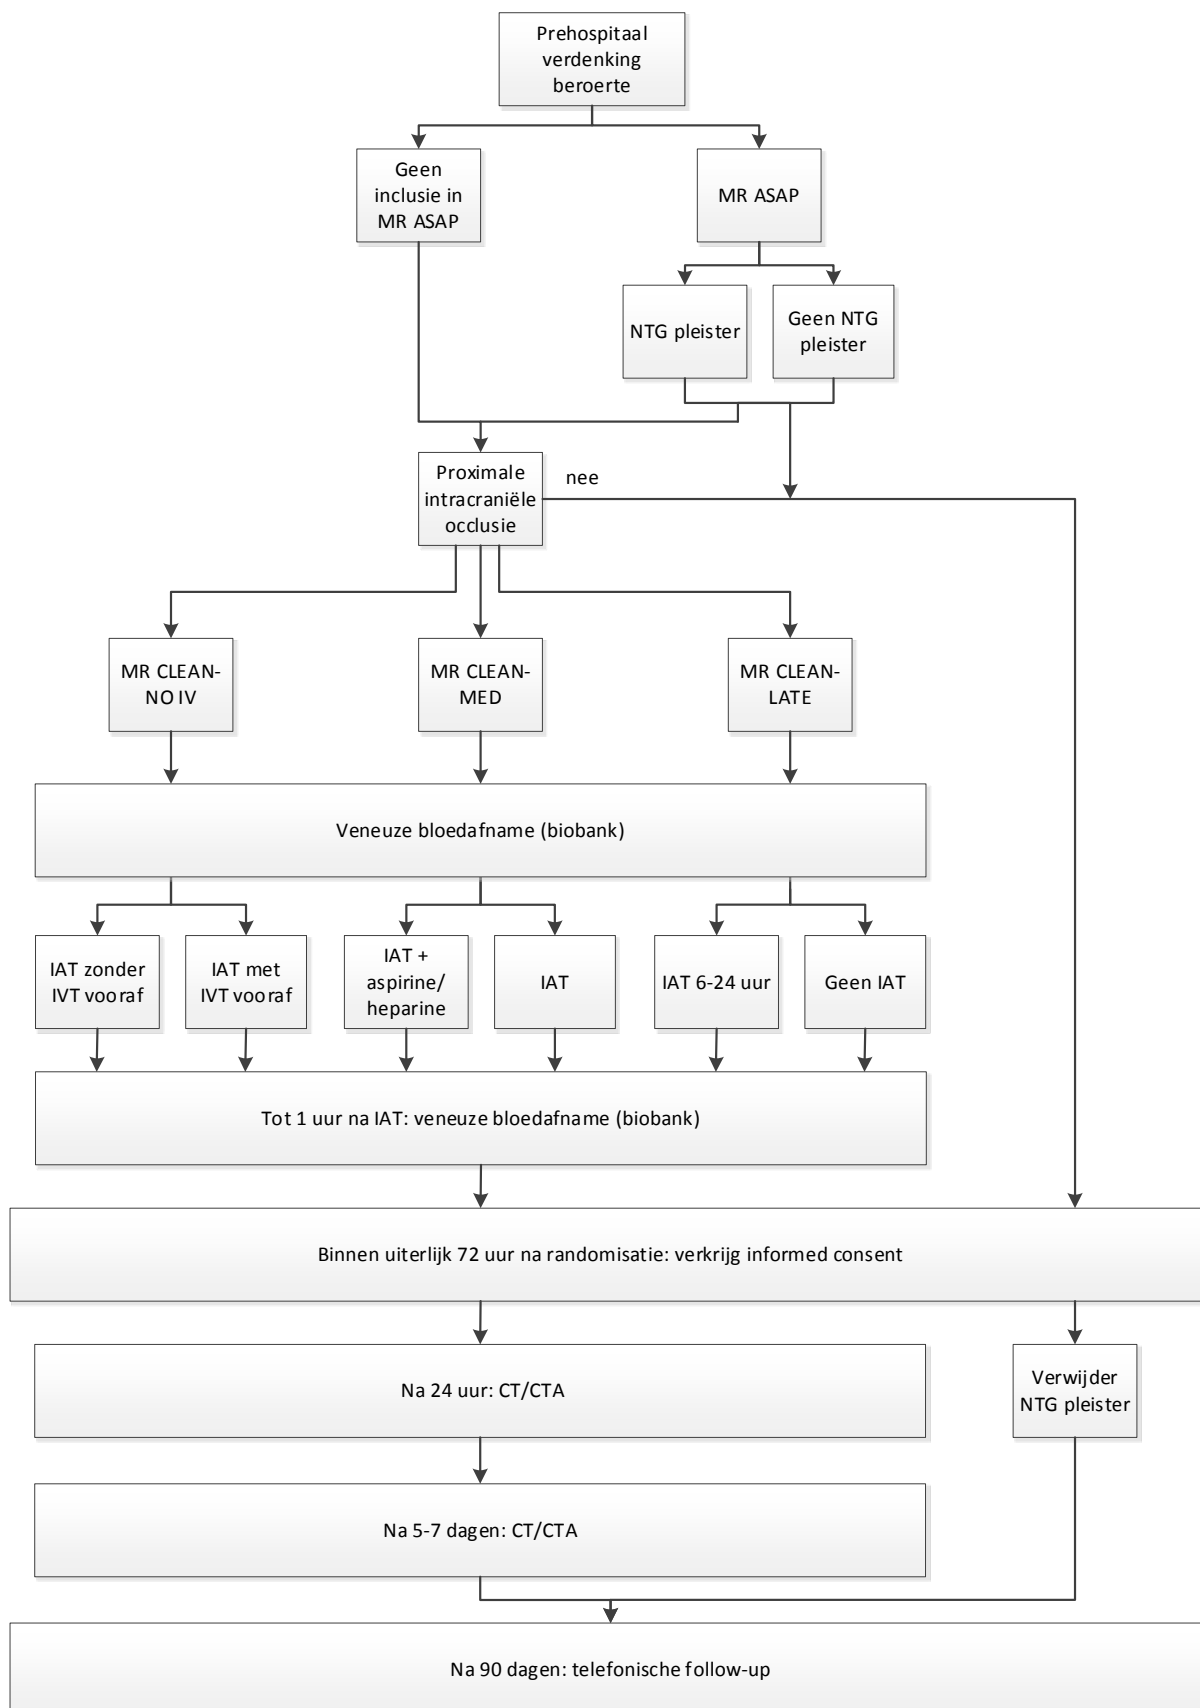 Prehospitaal
verdenking
beroerte
Geen
inclusie in
MR ASAP
MR ASAP
NTG pleister
Geen NTG
pleister
Proximale
intracraniële
occlusie
nee
MR CLEAN-
NO IV
MR CLEAN-
MED
MR CLEAN-
LATE
Veneuze bloedafname (biobank)
IAT zonder
IVT vooraf
IAT met
IVT vooraf
IAT +
aspirine/
heparine
IAT
IAT 6-24 uur
Geen IAT
Tot 1 uur na IAT: veneuze bloedafname (biobank)
Binnen uiterlijk 72 uur na randomisatie: verkrijg informed consent
Na 24 uur: CT/CTA
Verwijder
NTG pleister
Na 5-7 dagen: CT/CTA
Na 90 dagen: telefonische follow-up